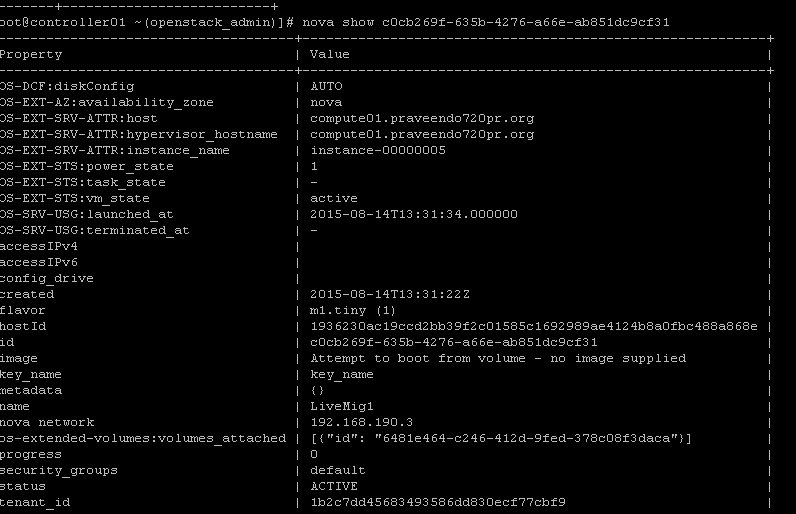 -------+---------------------------+
oot@controller01 ~(openstack_admin)]# nova show c0cb269f-635b-4276-a66e-ab851dc9cf31
--------------------------------------+----------------------------------------------------------+
Property | Value |
--------------------------------------+----------------------------------------------------------+
OS-DCF:diskConfig | AUTO |
OS-EXT-AZ:availability_zone | nova |
OS-EXT-SRV-ATTR:host | compute01.praveendo720pr.org |
OS-EXT-SRV-ATTR:hypervisor_hostname | compute01.praveendo720pr.org |
OS-EXT-SRV-ATTR:instance_name | instance-00000005 |
OS-EXT-STS:power_state | 1 |
OS-EXT-STS:task_state | - |
OS-EXT-STS:vm_state | active |
OS-SRV-USG:launched_at | 2015-08-14T13:31:34.000000 |
OS-SRV-USG:terminated_at | - |
accessIPv4 | |
accessIPv6 | |
config_drive | |
created | 2015-08-14T13:31:22Z |
flavor | m1.tiny (1) |
hostId | 1936230ac19ccd2bb39f2c01585c1692989ae4124b8a0fbc488a868e |
id | c0cb269f-635b-4276-a66e-ab851dc9cf31 |
image | Attempt to boot from volume - no image supplied |
key_name | key_name |
metadata | {} |
name | LiveMig1 |
nova network | 192.168.190.3 |
os-extended-volumes:volumes_attached | [{"id": "6481e464-c246-412d-9fed-378c08f3daca"}] |
progress | 0 |
security_groups | default |
status | ACTIVE |
tenant_id | 1b2c7dd45683493586dd830ecf77cbf9 |